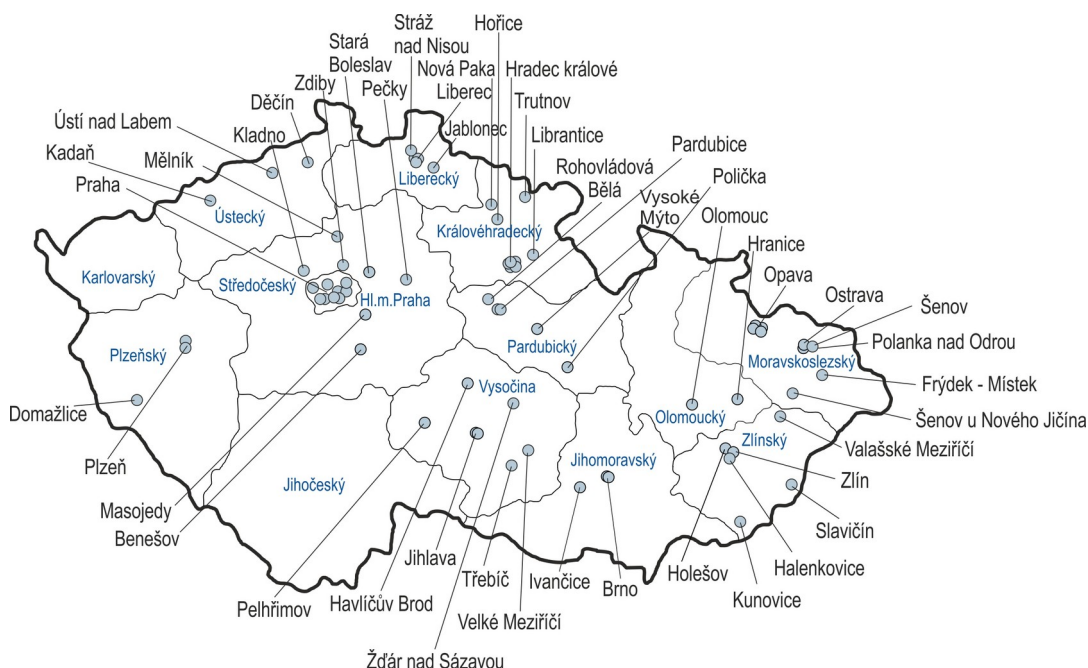 Stráž
nad Nisou
Hořice
Stará
Boleslav
Nová Paka
Hradec králové
Zdiby
Pečky
Liberec
Trutnov
Děčín
Jablonec
Librantice
Ústí nad Labem
Kladno
Pardubice
Kadaň
Mělník
Rohovládová
Bělá
Polička
Praha
Liberecký
Vysoké
Mýto
Olomouc
Ústecký
Královéhradecký
Hranice
Karlovarský
Středočeský
Opava
Hl.m.Praha
Ostrava
Šenov
Plzeňský
Pardubický
Moravskoslezský
Polanka nad Odrou
Vysočina
Frýdek - Místek
Domažlice
Olomoucký
Šenov u Nového Jičína
Plzeň
Jihočeský
Jihomoravský
Zlínský
Valašské Meziříčí
Zlín
Masojedy
Benešov
Slavičín
Jihlava
Třebíč
Ivančice
Brno
Holešov
Halenkovice
Pelhřimov
Havlíčův Brod
Velké Meziříčí
Kunovice
Žďár nad Sázavou